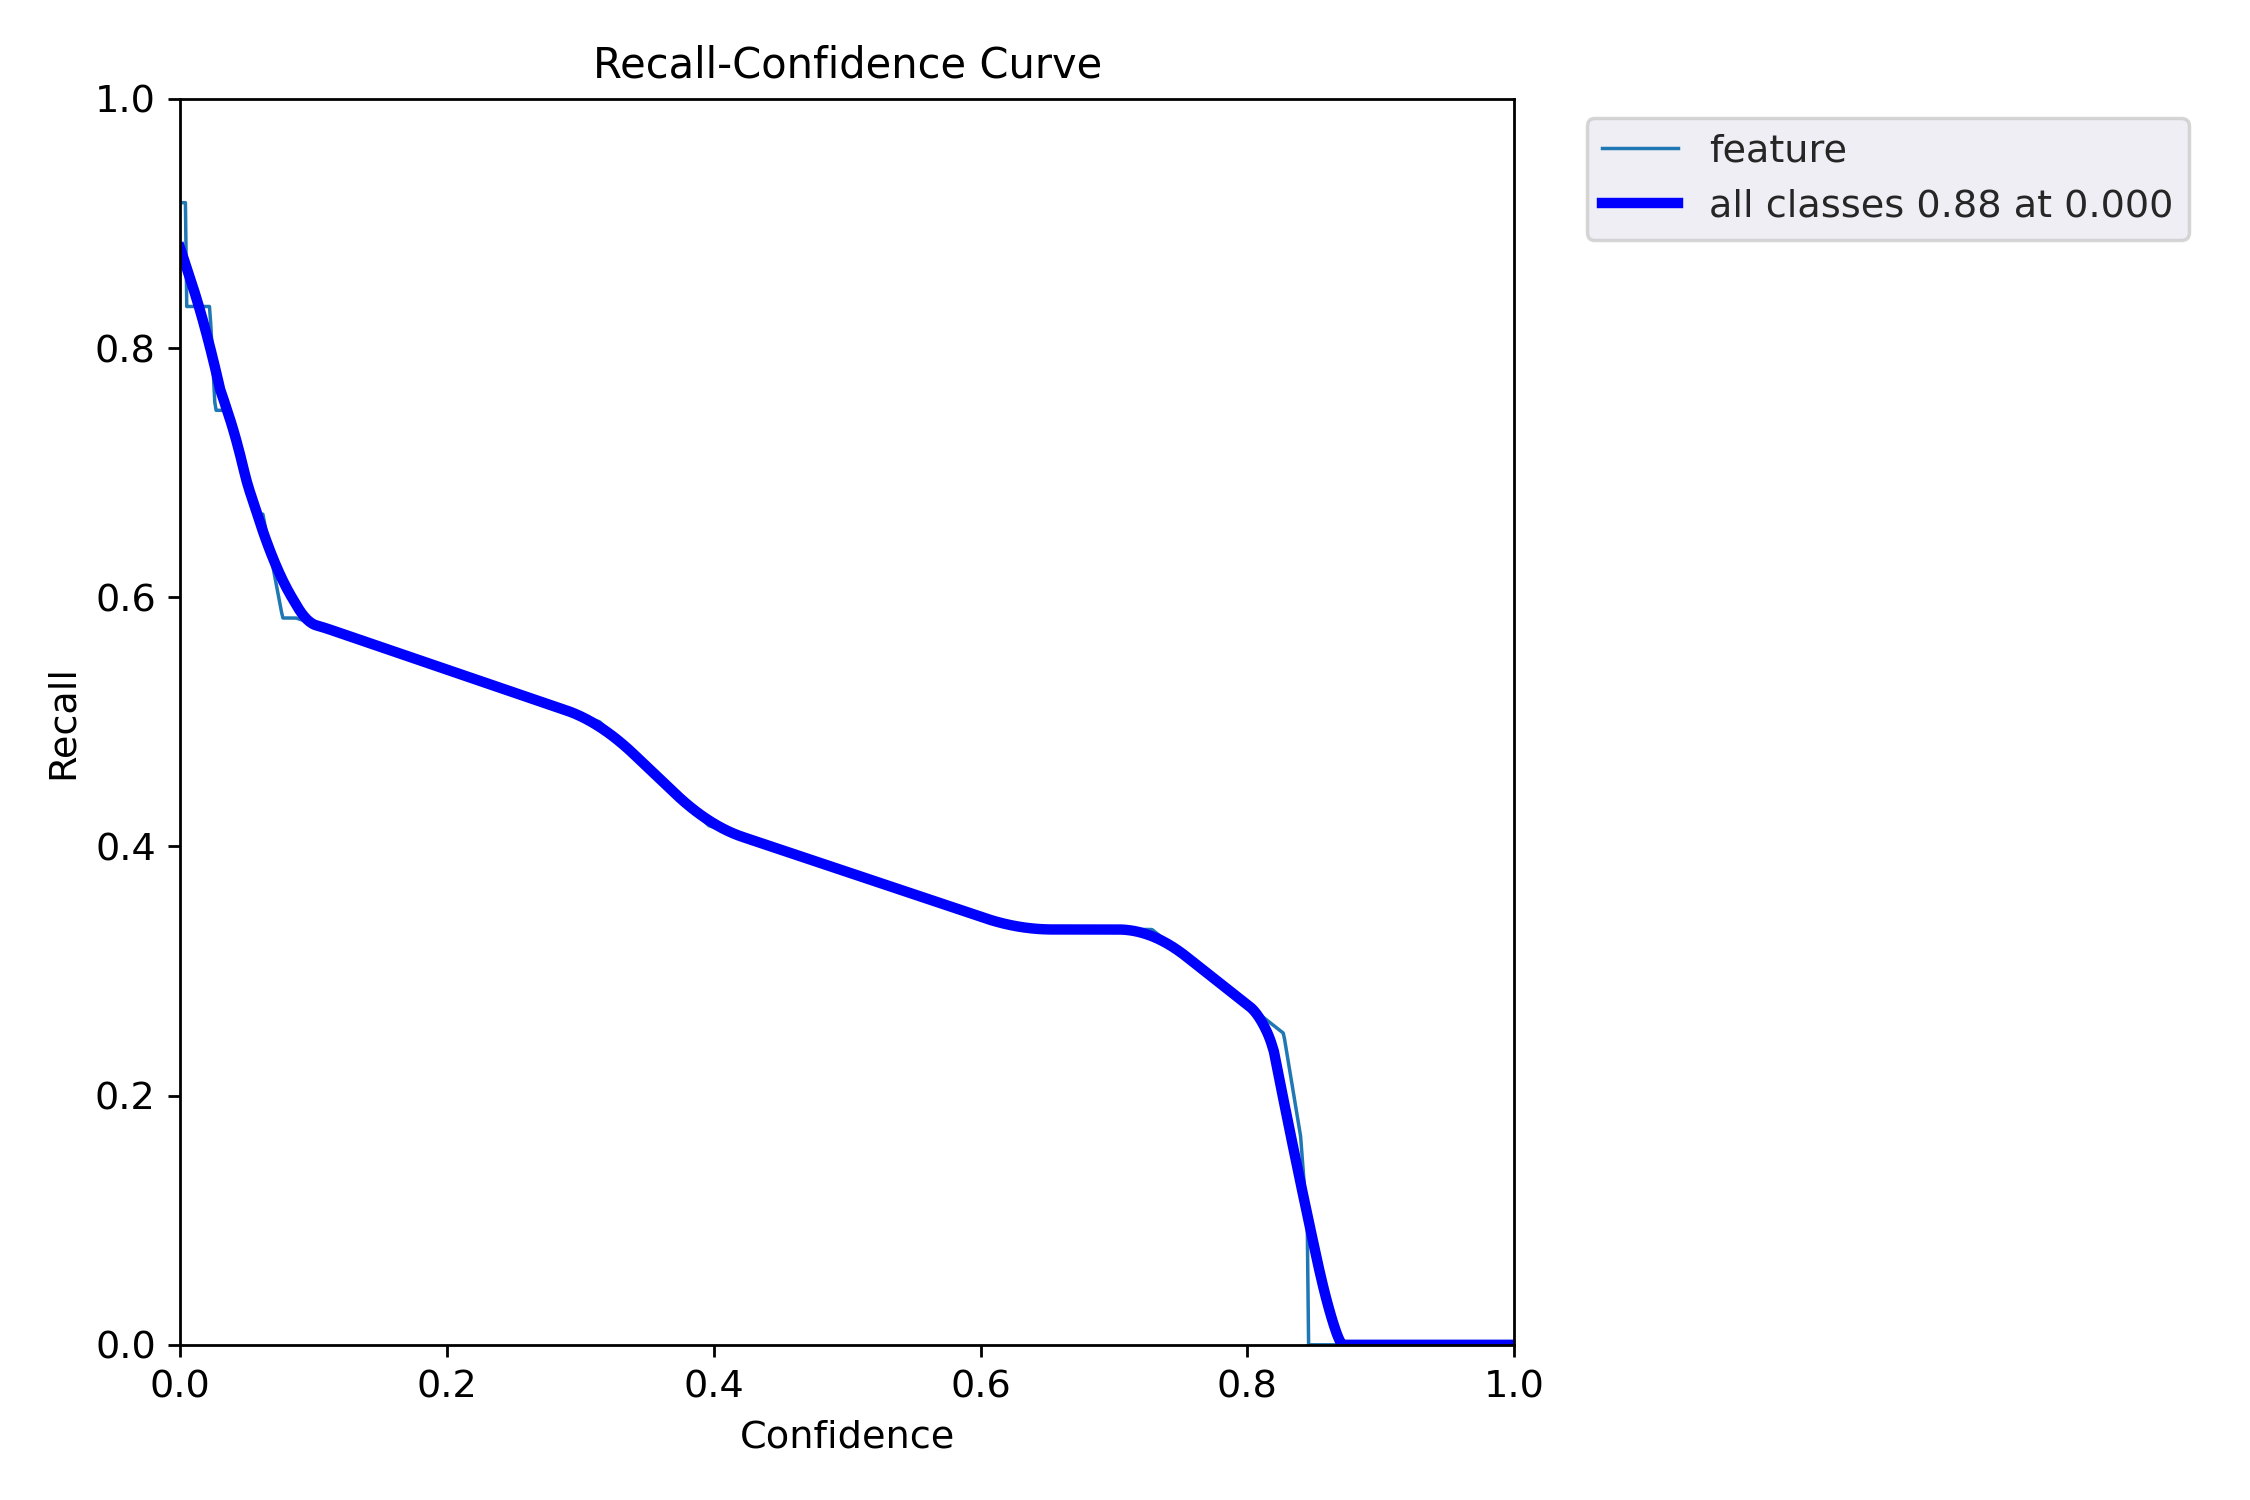 Recall-Confidence Curve
1.0
0.8
0.6
0.4
0.2
0.0
Recall
0.0 0.2 0.4 0.6 0.8 1.0
Confidence
feature
all classes 0.88 at 0.000